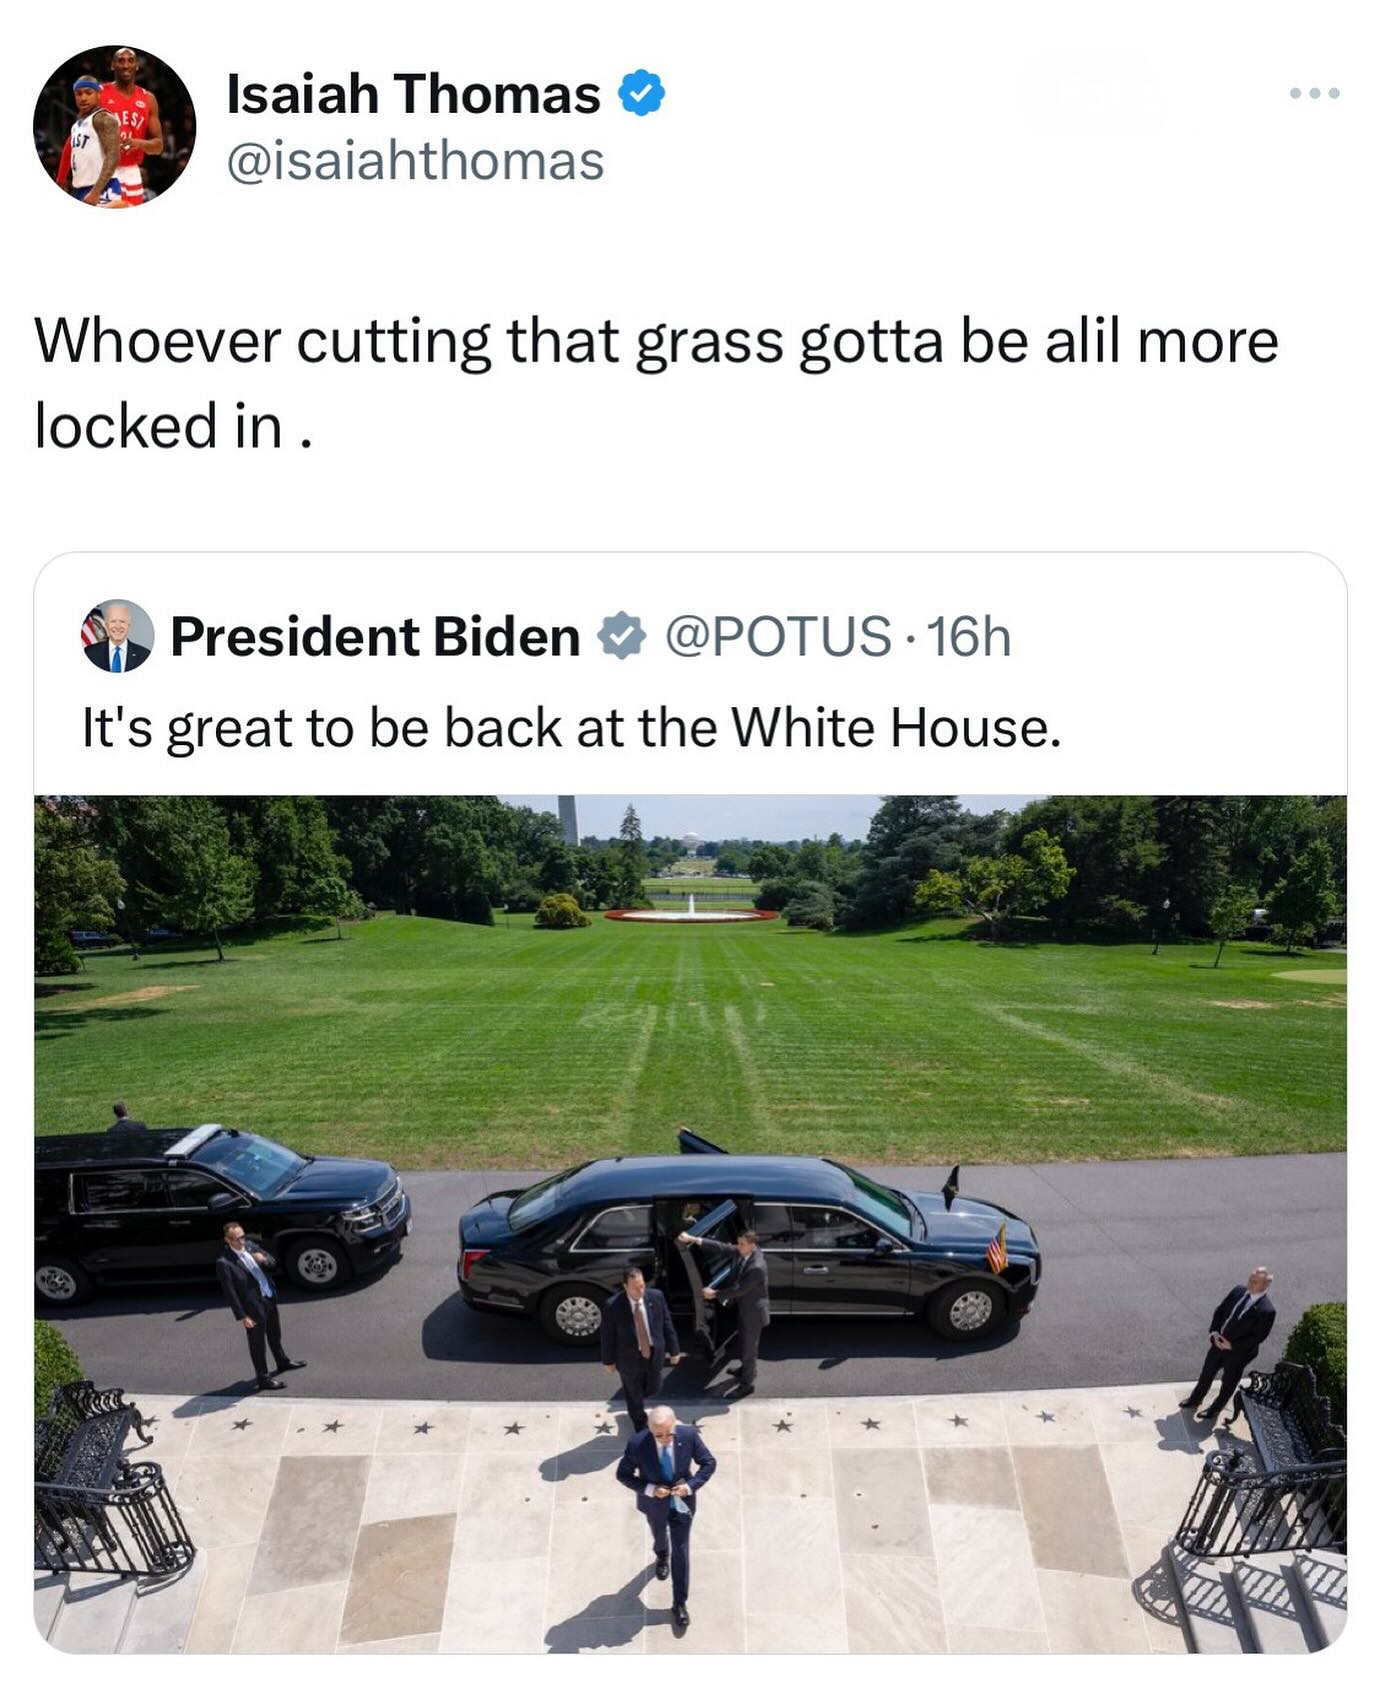 Isaiah Thomas
@isaiahthomas
Whoever cutting that grass gotta be alil more
locked in .
President Biden @POTUS · 16h
It's great to be back at the White House.